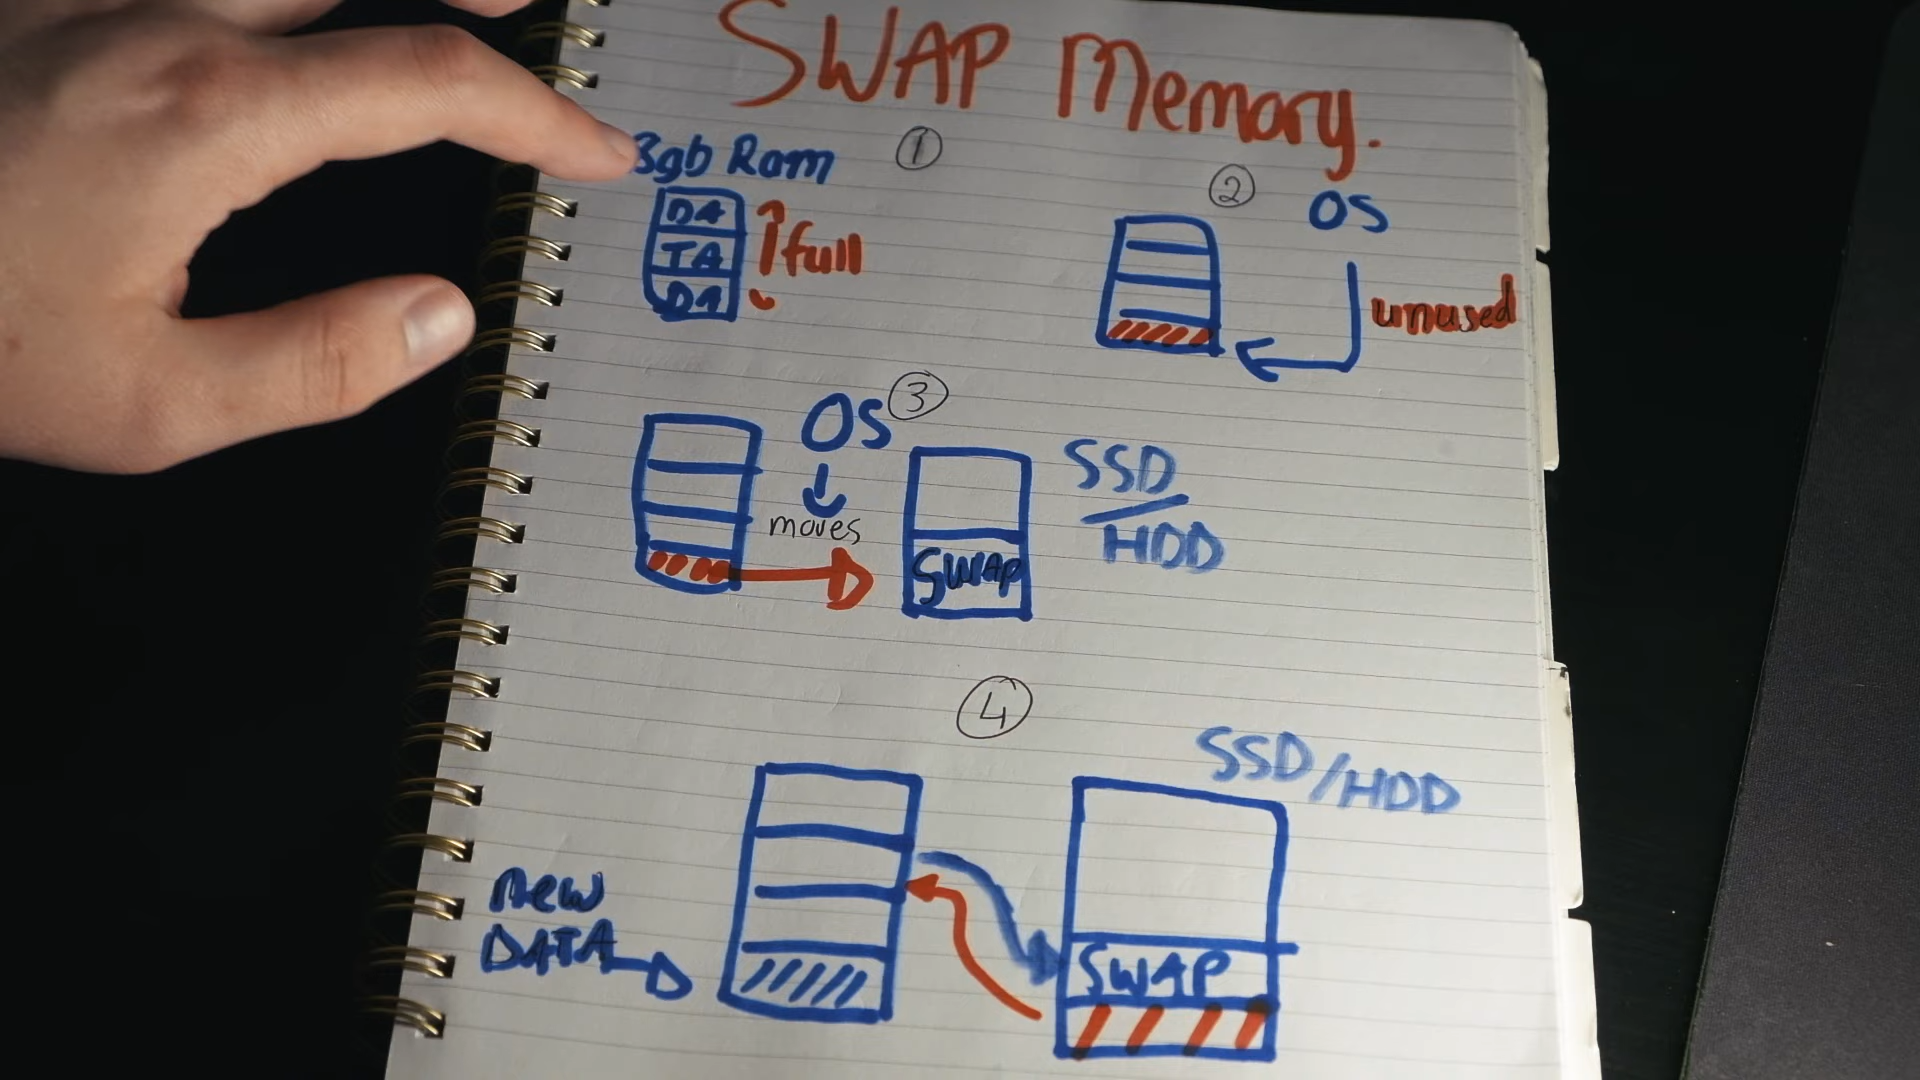 SWAP Memory.
①
3gb Ram
DA
TA
DA
full
②
OS
unused
③
OS
moves
SWAP
SSD
/
HDD
④
SSD/HDD
new
DATA
SWAP